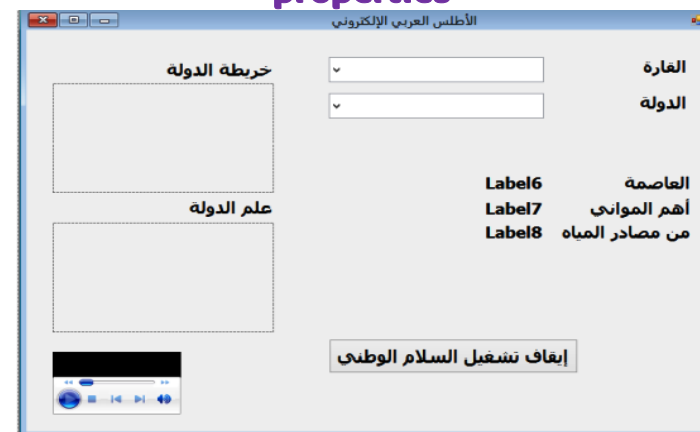 properties
الأطلس العربي الإلكتروني
القارة
خريطة الدولة
الدولة
العاصمة Label6
علم الدولة
أهم المواني Label7
من مصادر المياه Label8
إيقاف تشغيل السلام الوطني